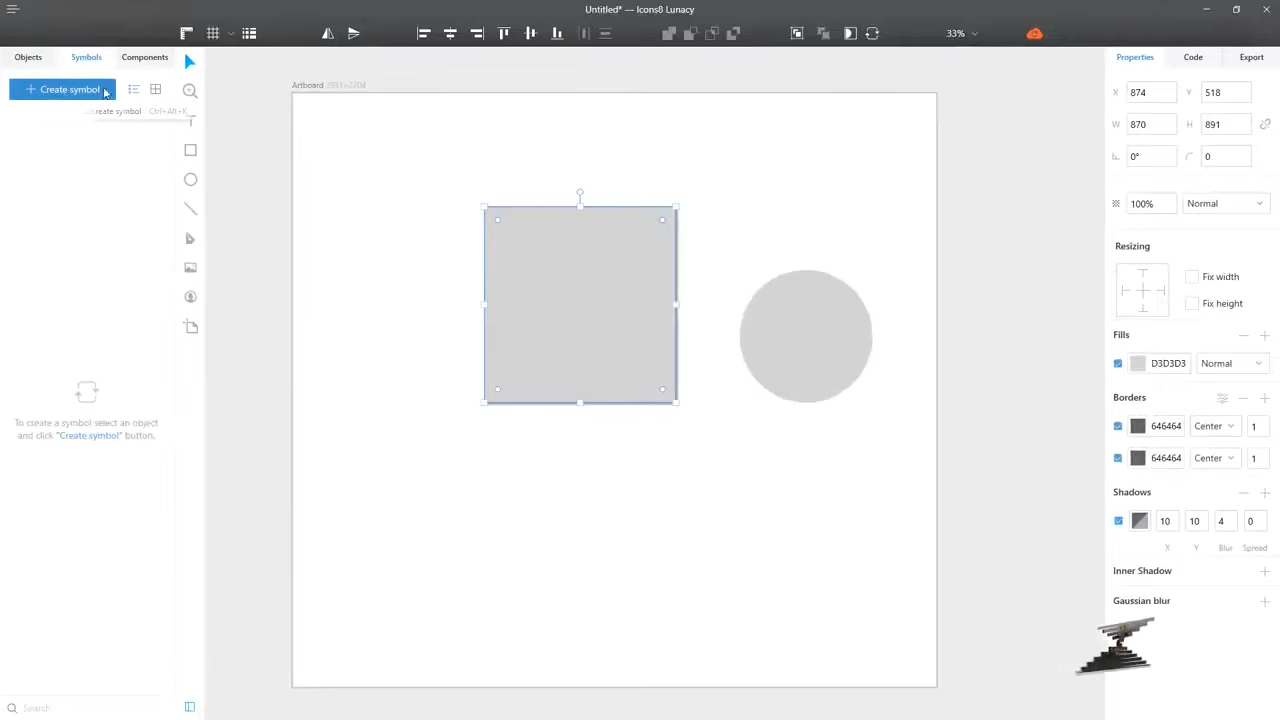 Untitled* — Icons8 Lunacy
33%
Objects
Symbols
Components
Create symbol
Ctrl+Alt+K
To create a symbol select an object
and click "Create symbol" button.
Search
Artboard 2991×2704
Properties
Code
Export
X 874 Y 518
W 870 H 891
0° 0
100% Normal
Resizing
Fix width
Fix height
Fills
D3D3D3 Normal
Borders
646464 Center 1
646464 Center 1
Shadows
10 10 4 0
X Y Blur Spread
Inner Shadow
Gaussian blur